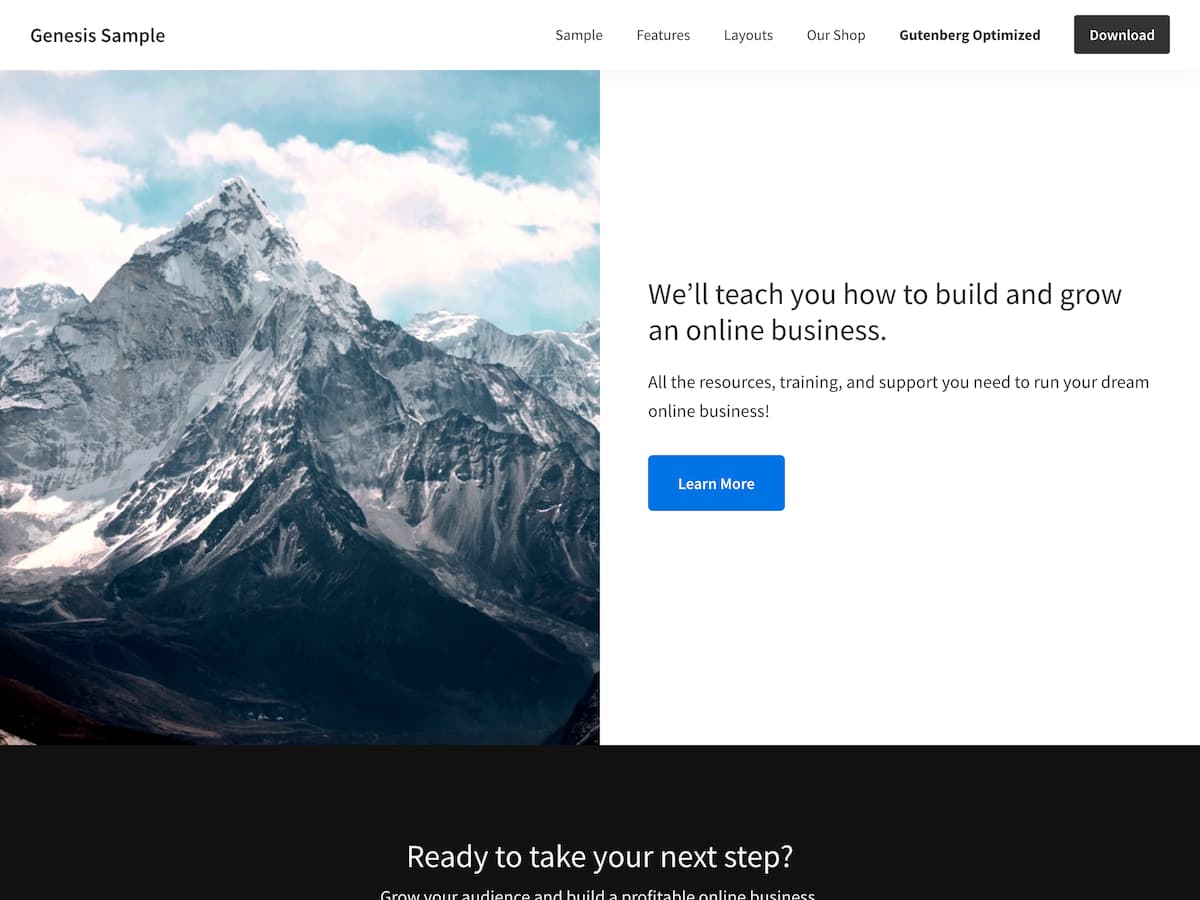 Genesis Sample
Sample Features Layouts Our Shop Gutenberg Optimized Download
We’ll teach you how to build and grow
an online business.
All the resources, training, and support you need to run your dream
online business!
Learn More
Ready to take your next step?
Grow your audience and build a profitable online business